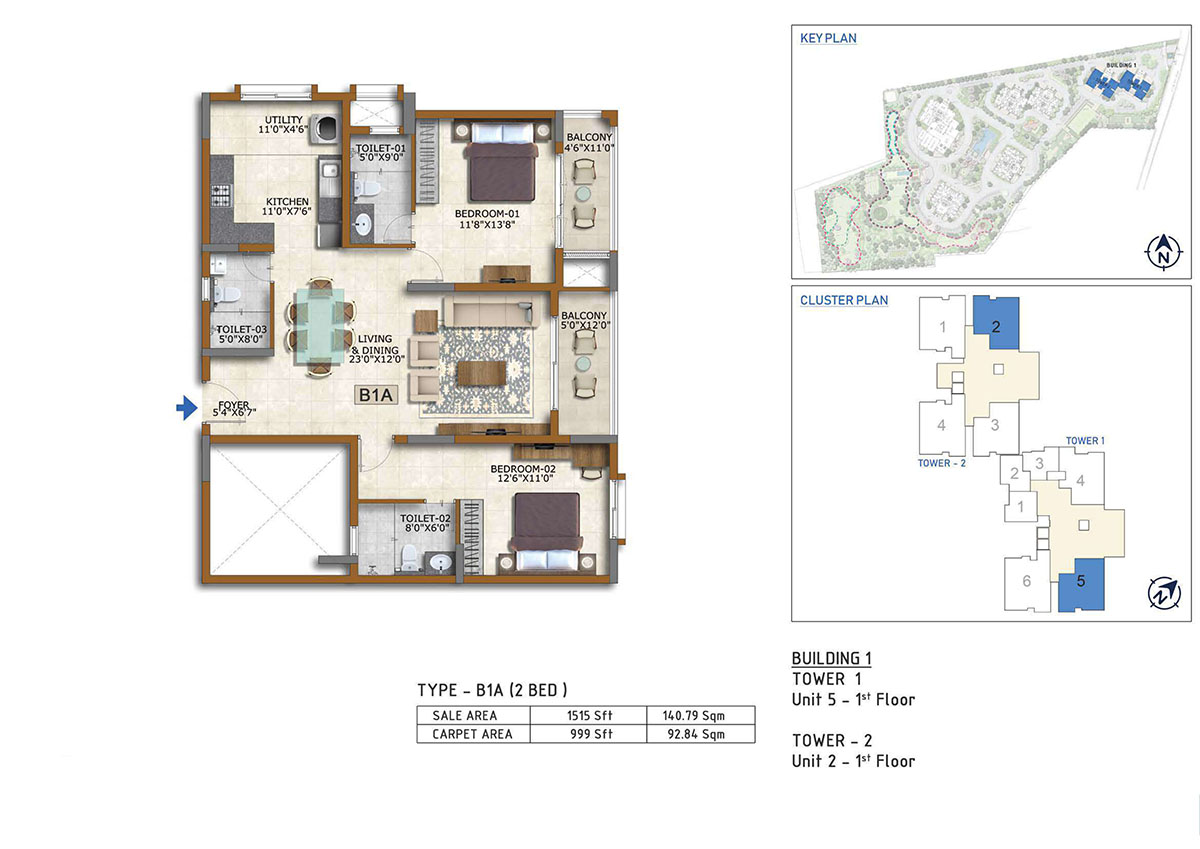 UTILITY
11'0"X4'6"
TOILET-01
5'0"X9'0"
BALCONY
4'6"X11'0"
KITCHEN
11'0"X7'6"
BEDROOM-01
11'8"X13'8"
TOILET-03
5'0"X8'0"
LIVING
& DINING
23'0"X12'0"
BALCONY
5'0"X12'0"
B1A
FOYER
5'4"X6'7"
BEDROOM-02
12'6"X11'0"
TOILET-02
8'0"X6'0"
TYPE - B1A (2 BED )
SALE AREA 1515 Sft 140.79 Sqm
CARPET AREA 999 Sft 92.84 Sqm
KEY PLAN
BUILDING 1
N
CLUSTER PLAN
1 2
4 3
TOWER - 2
TOWER 1
2 3 4
1
6 5
N
BUILDING 1
TOWER 1
Unit 5 - 1st Floor
TOWER - 2
Unit 2 - 1st Floor